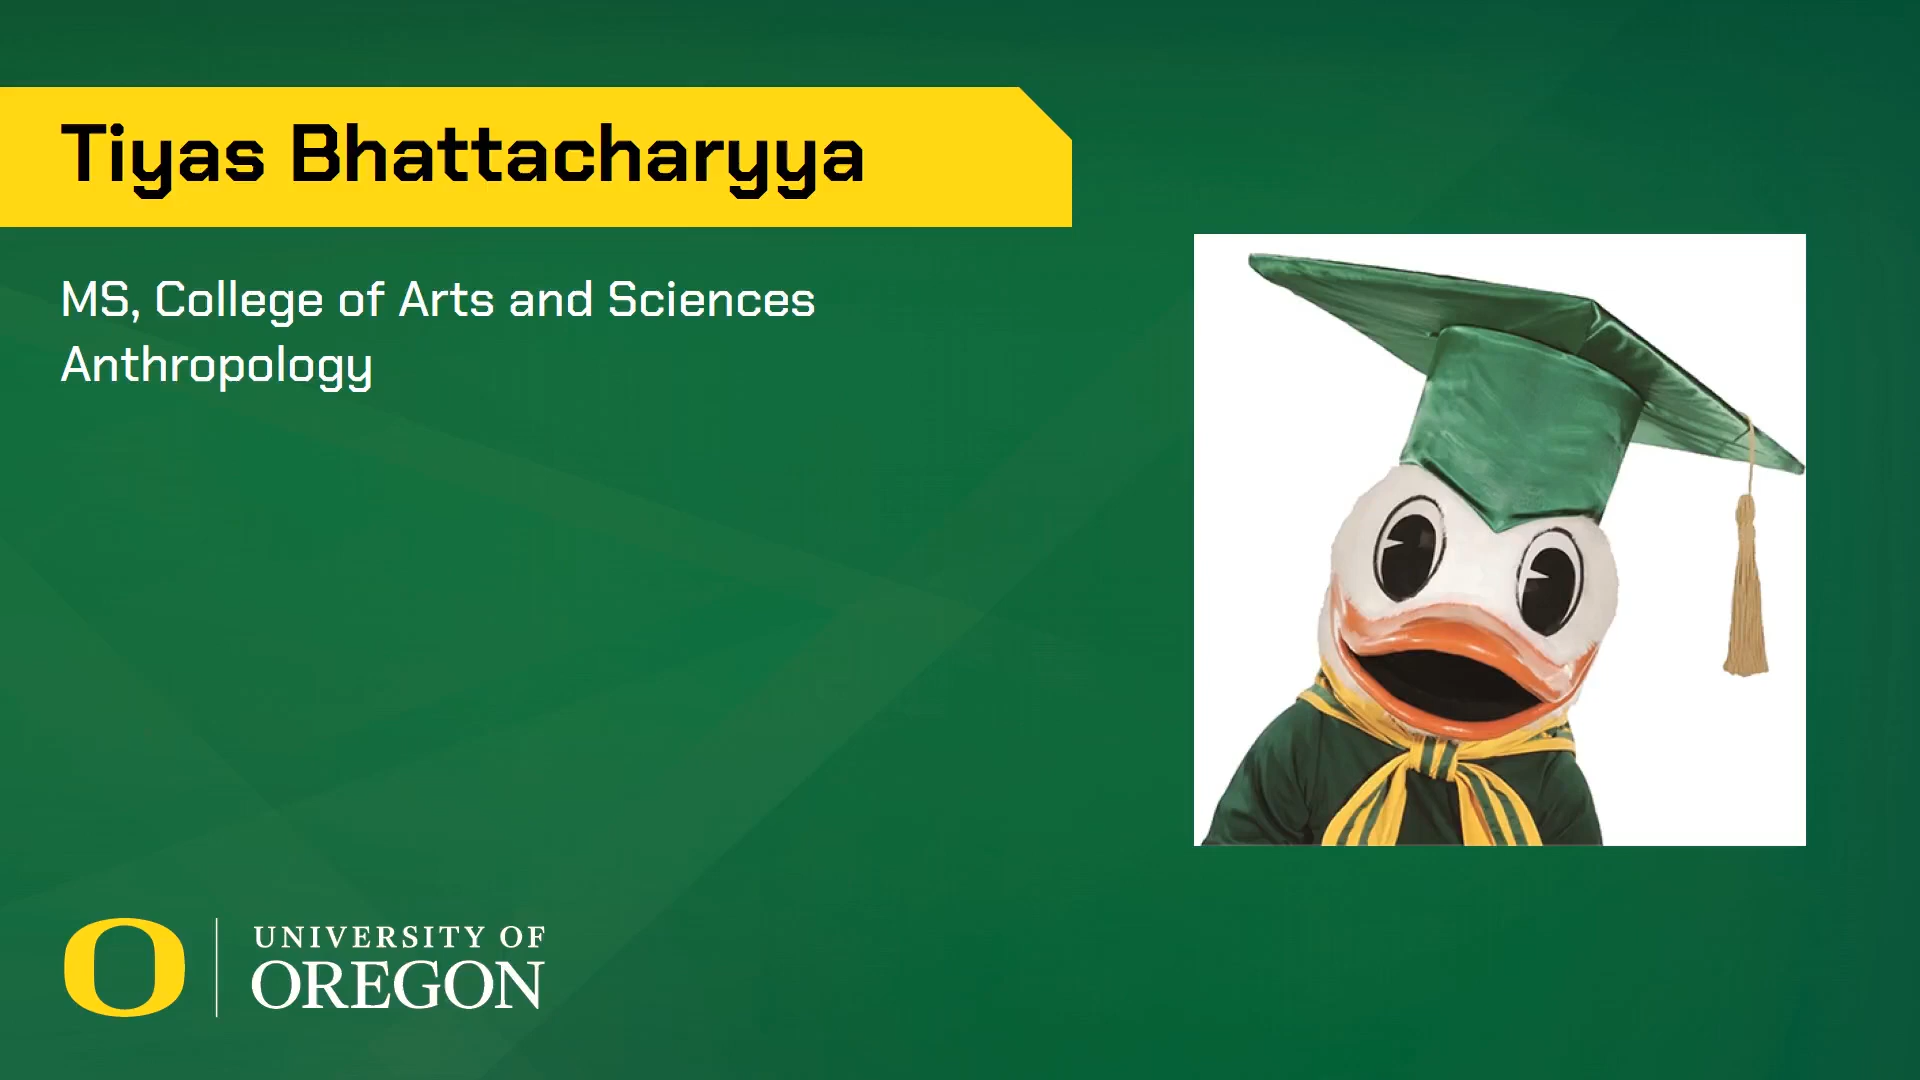 Tiyas Bhattacharyya
MS, College of Arts and Sciences
Anthropology
O
UNIVERSITY OF
OREGON